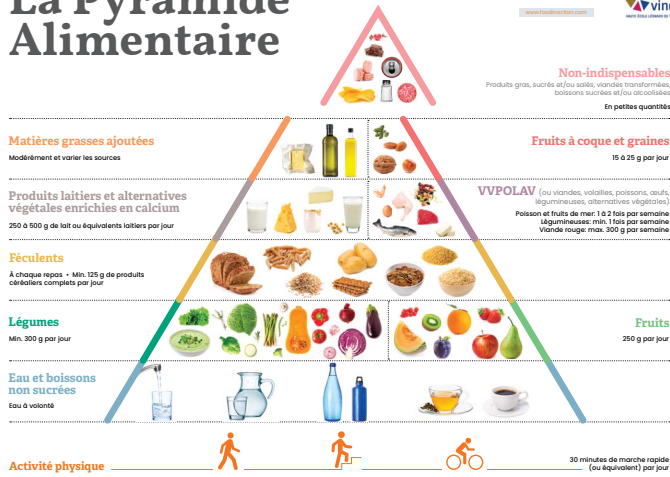 La Pyramide
Alimentaire
www.foodinaction.com
vinci
HAUTE ÉCOLE LÉONARD DE
Non-indispensables
Produits gras, sucrés et/ou salés, viandes transformées,
boissons sucrées et/ou alcoolisées
En petites quantités
Matières grasses ajoutées
Modérément et varier les sources
Fruits à coque et graines
15 à 25 g par jour
Produits laitiers et alternatives
végétales enrichies en calcium
250 à 500 g de lait ou équivalents laitiers par jour
VVPOLAV (ou viandes, volailles, poissons, œufs,
légumineuses, alternatives végétales)
Poisson et fruits de mer: 1 à 2 fois par semaine
Légumineuses: min. 1 fois par semaine
Viande rouge: max. 300 g par semaine
Féculents
À chaque repas • Min. 125 g de produits
céréaliers complets par jour
Légumes
Min. 300 g par jour
Fruits
250 g par jour
Eau et boissons
non sucrées
Eau à volonté
Activité physique
30 minutes de marche rapide
(ou équivalent) par jour